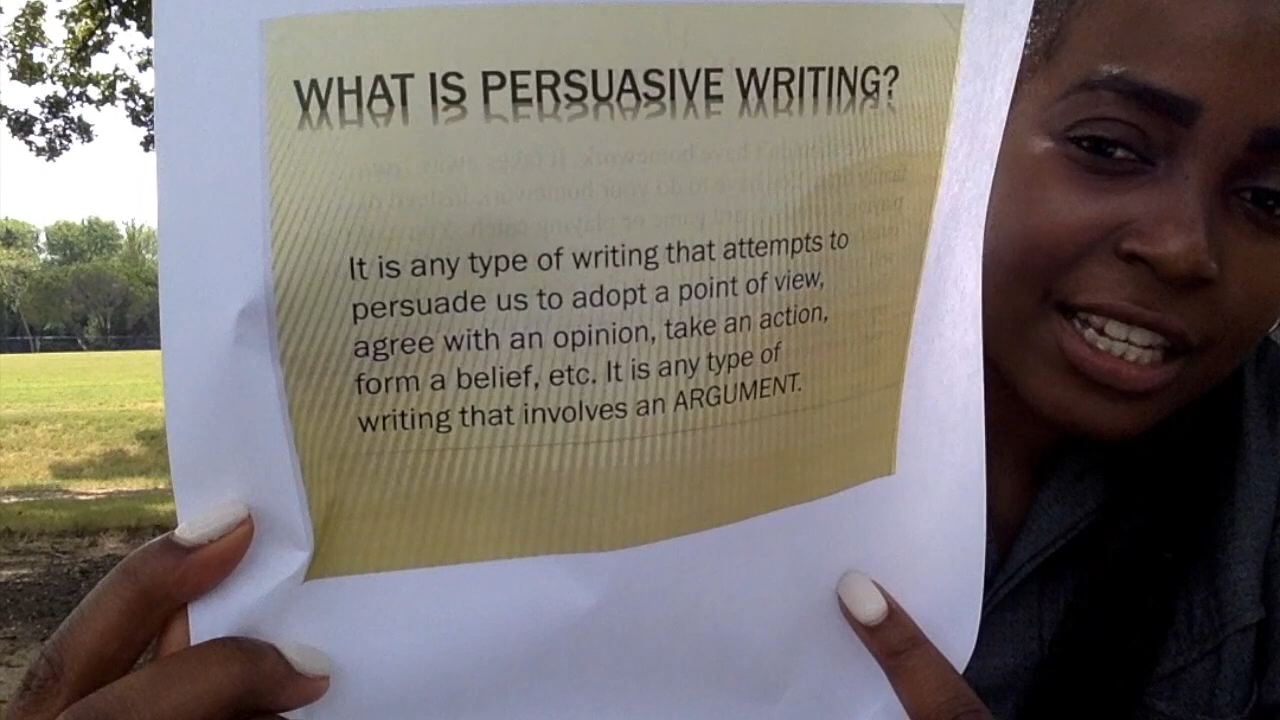 WHAT IS PERSUASIVE WRITING?
It is any type of writing that attempts to
persuade us to adopt a point of view,
agree with an opinion, take an action,
form a belief, etc. It is any type of
writing that involves an ARGUMENT.